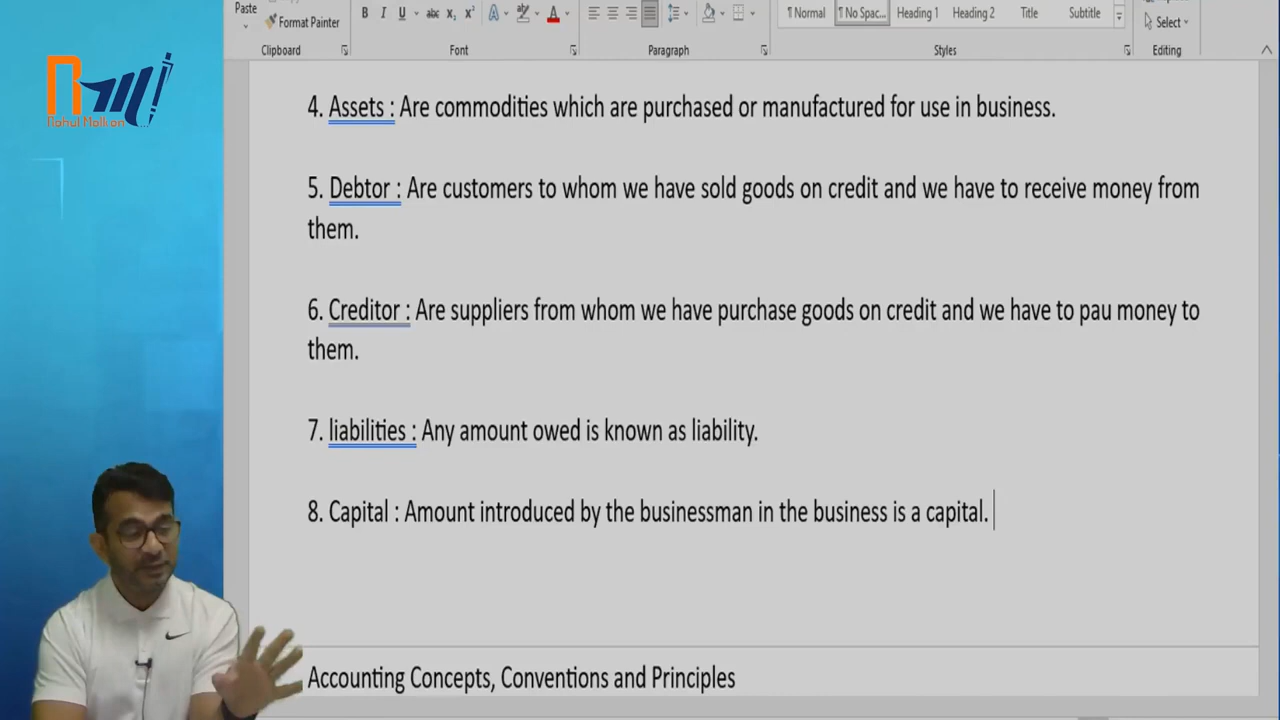 Paste
Format Painter
B I U abc x₂ x² A A
¶ Normal ¶ No Spac... Heading 1 Heading 2 Title Subtitle
Select
Clipboard Font Paragraph Styles Editing
Rahul Malkan
4. Assets : Are commodities which are purchased or manufactured for use in business.
5. Debtor : Are customers to whom we have sold goods on credit and we have to receive money from
them.
6. Creditor : Are suppliers from whom we have purchase goods on credit and we have to pau money to
them.
7. liabilities : Any amount owed is known as liability.
8. Capital : Amount introduced by the businessman in the business is a capital.
Accounting Concepts, Conventions and Principles